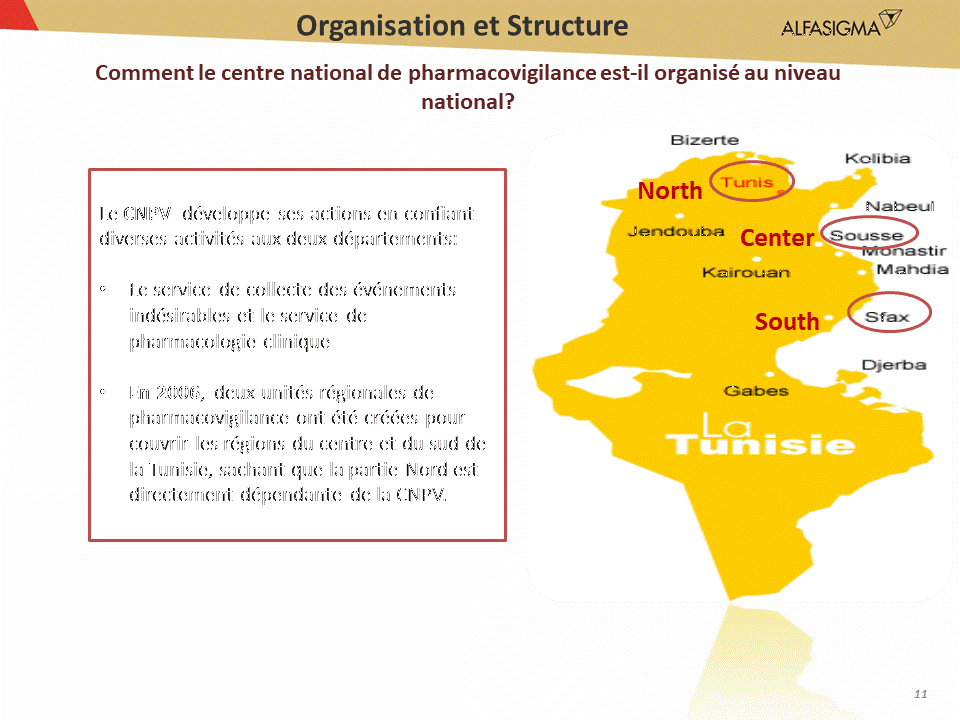 Organisation et Structure
ALFASIGMA
Comment le centre national de pharmacovigilance est-il organisé au niveau
national?
Le CNPV développe ses actions en confiant
diverses activités aux deux départements:
• Le service de collecte des événements
indésirables et le service de
pharmacologie clinique
• En 2006, deux unités régionales de
pharmacovigilance ont été créées pour
couvrir les régions du centre et du sud de
la Tunisie, sachant que la partie Nord est
directement dépendante de la CNPV.
Bizerte
Kelibia
North
Tunis
Nabeul
Jendouba
Center
Sousse
Monastir
Kairouan
Mahdia
South
Sfax
Djerba
Gabes
La
Tunisie
11